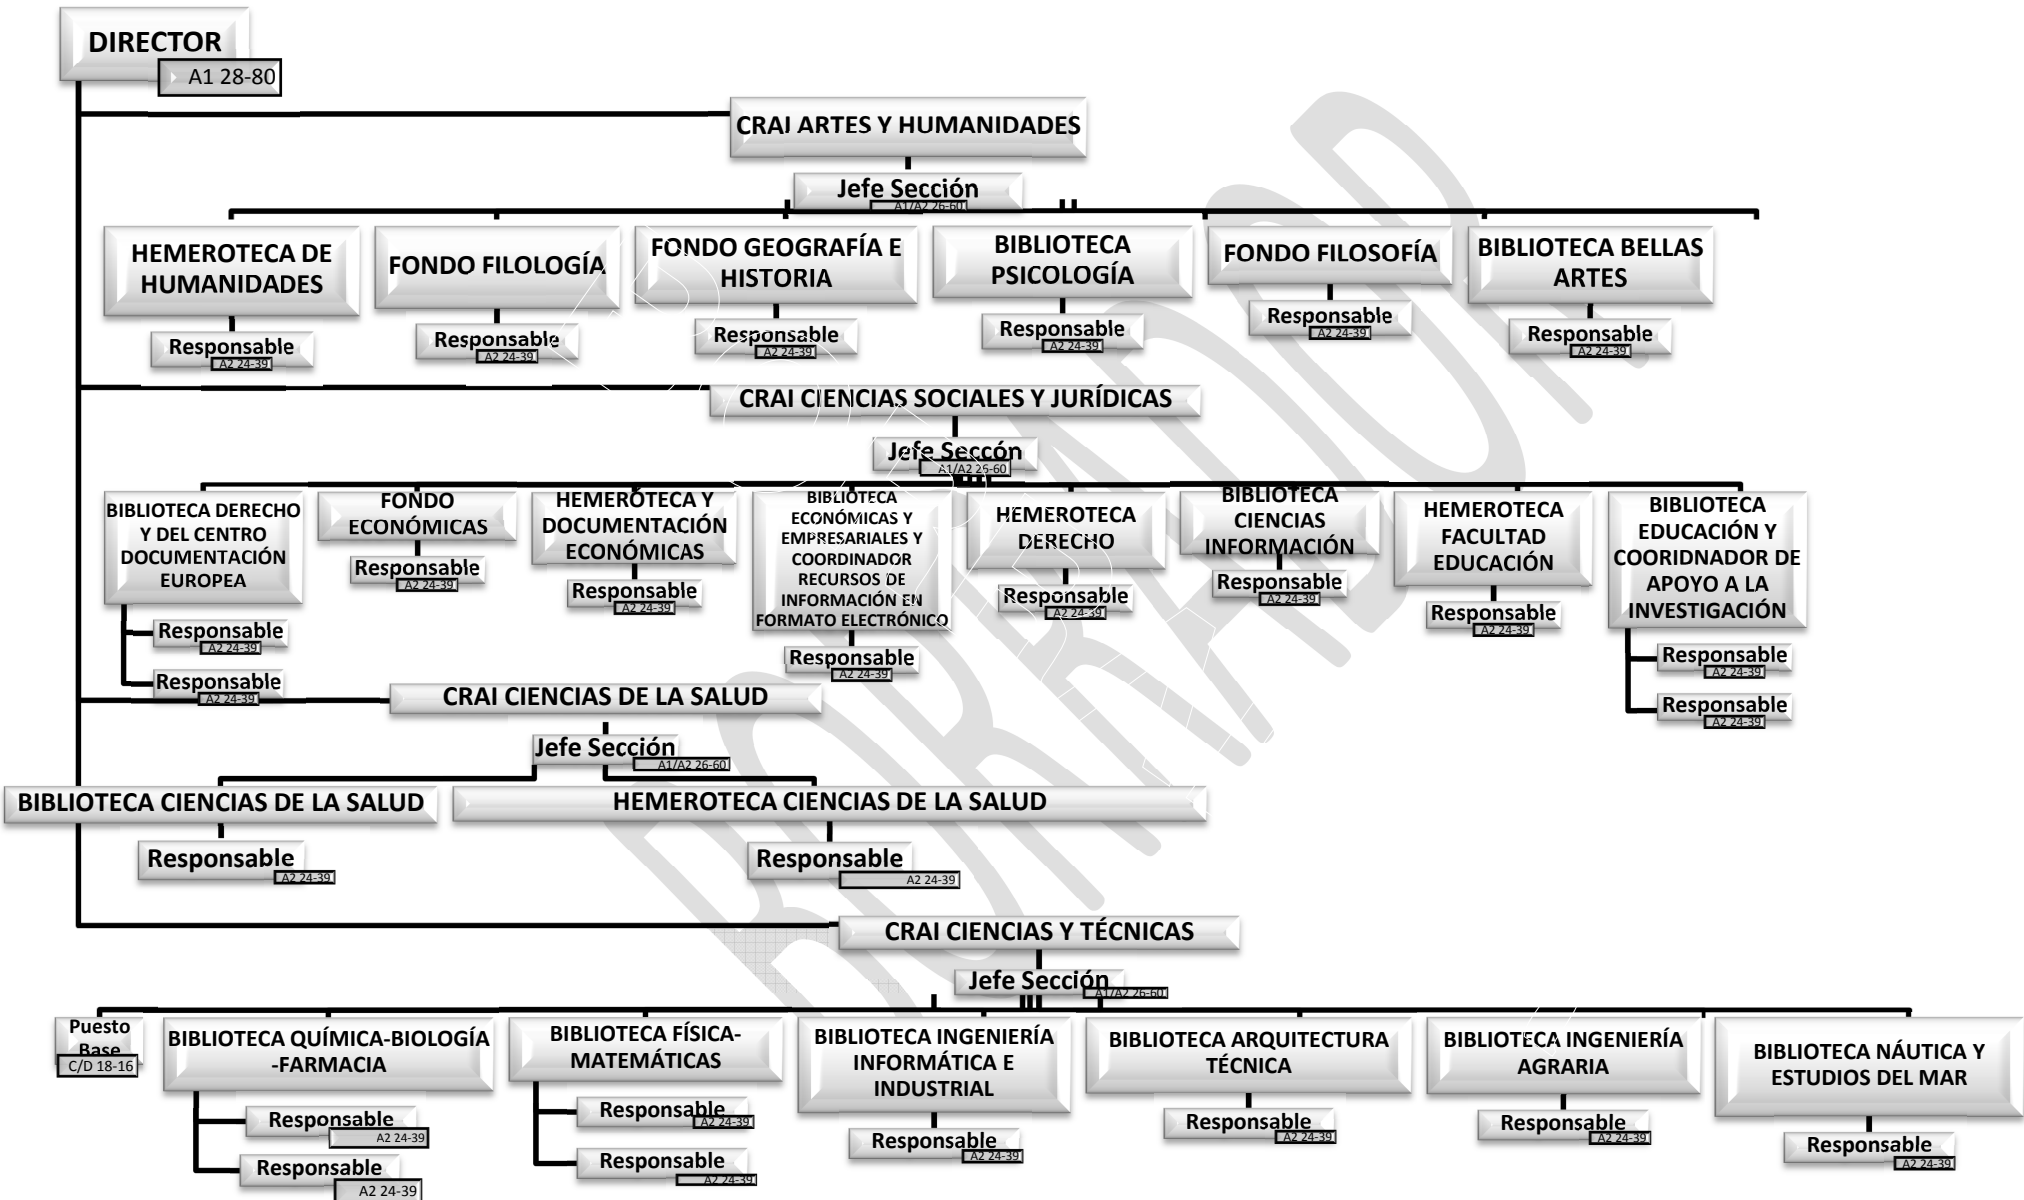 DIRECTOR
A1 28-80
CRAI ARTES Y HUMANIDADES
Jefe Sección
A1/A2 26-60
HEMEROTECA DE
HUMANIDADES
Responsable
A2 24-39
FONDO FILOLOGÍA
Responsable
A2 24-39
FONDO GEOGRAFÍA E
HISTORIA
Responsable
A2 24-39
BIBLIOTECA
PSICOLOGÍA
Responsable
A2 24-39
FONDO FILOSOFÍA
Responsable
A2 24-39
BIBLIOTECA BELLAS
ARTES
Responsable
A2 24-39
CRAI CIENCIAS SOCIALES Y JURÍDICAS
Jefe Seccón
A1/A2 26-60
BIBLIOTECA DERECHO
Y DEL CENTRO
DOCUMENTACIÓN
EUROPEA
Responsable
A2 24-39
Responsable
A2 24-39
FONDO
ECONÓMICAS
Responsable
A2 24-39
HEMEROTECA Y
DOCUMENTACIÓN
ECONÓMICAS
Responsable
A2 24-39
BIBLIOTECA
ECONÓMICAS Y
EMPRESARIALES Y
COORDINADOR
RECURSOS DE
INFORMACIÓN EN
FORMATO ELECTRÓNICO
Responsable
A2 24-39
HEMEROTECA
DERECHO
Responsable
A2 24-39
BIBLIOTECA
CIENCIAS
INFORMACIÓN
Responsable
A2 24-39
HEMEROTECA
FACULTAD
EDUCACIÓN
Responsable
A2 24-39
BIBLIOTECA
EDUCACIÓN Y
COORIDNADOR DE
APOYO A LA
INVESTIGACIÓN
Responsable
A2 24-39
Responsable
A2 24-39
CRAI CIENCIAS DE LA SALUD
Jefe Sección
A1/A2 26-60
BIBLIOTECA CIENCIAS DE LA SALUD
Responsable
A2 24-39
HEMEROTECA CIENCIAS DE LA SALUD
Responsable
A2 24-39
CRAI CIENCIAS Y TÉCNICAS
Jefe Sección
A1/A2 26-60
Puesto
Base
C/D 18-16
BIBLIOTECA QUÍMICA-BIOLOGÍA
-FARMACIA
Responsable
A2 24-39
Responsable
A2 24-39
BIBLIOTECA FÍSICA-
MATEMÁTICAS
Responsable
A2 24-39
Responsable
A2 24-39
BIBLIOTECA INGENIERÍA
INFORMÁTICA E
INDUSTRIAL
Responsable
A2 24-39
BIBLIOTECA ARQUITECTURA
TÉCNICA
Responsable
A2 24-39
BIBLIOTECA INGENIERÍA
AGRARIA
Responsable
A2 24-39
BIBLIOTECA NÁUTICA Y
ESTUDIOS DEL MAR
Responsable
A2 24-39
BORRADOR